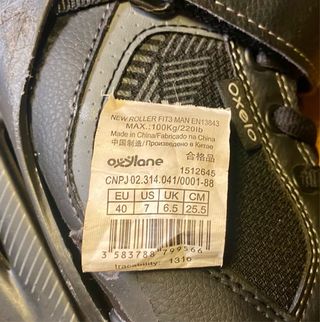 NEW ROLLER FIT3 MAN EN13843
MAX.:100Kg/220lb
Made in China/Fabricado na China
中国制造/Произведено в Китае
oxylane
合格品
1512645
CNPJ 02.314.041/0001-88
EU US UK CM
40 7 6.5 25.5
3 583788 799566
Tracability: 1316
oxelo